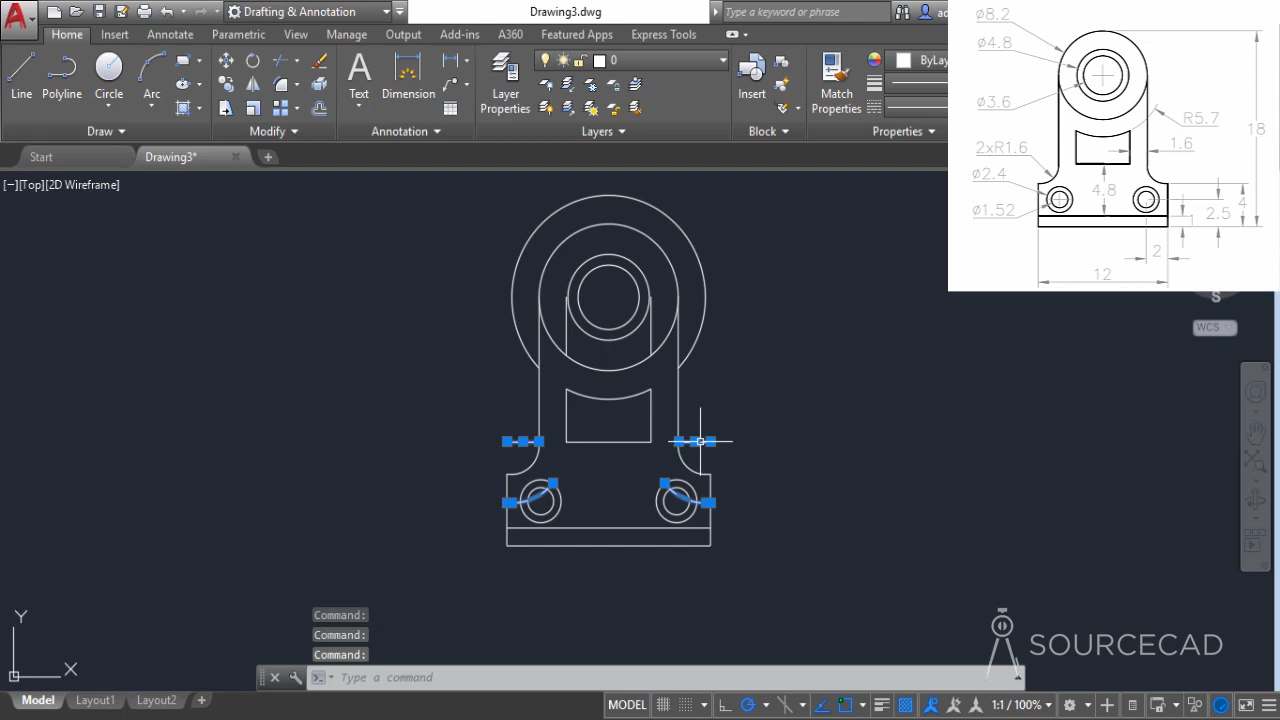 Drafting & Annotation
Drawing3.dwg
Type a keyword or phrase
A
Home
Insert
Annotate
Parametric
View
Manage
Output
Add-ins
A360
Featured Apps
Express Tools
Line
Polyline
Circle
Arc
Text
Dimension
Layer
Properties
0
Insert
Match
Properties
ByLay
Draw
Modify
Annotation
Layers
Block
Properties
Start
Drawing3*
[−][Top][2D Wireframe]
ø8.2
ø4.8
ø3.6
R5.7
18
1.6
2xR1.6
ø2.4
4.8
ø1.52
1
2.5
4
2
12
S
WCS
Y
X
Command:
Command:
Command:
Type a command
SOURCECAD
Model
Layout1
Layout2
MODEL
1:1 / 100%